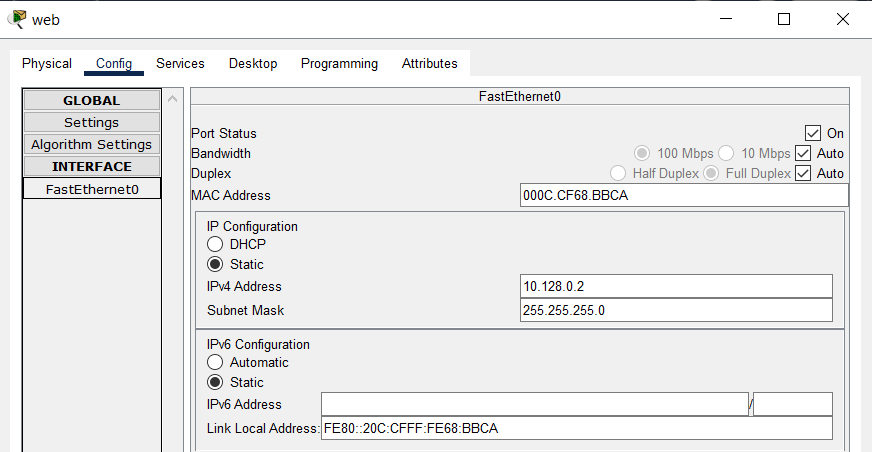 web
Physical Config Services Desktop Programming Attributes
GLOBAL
Settings
Algorithm Settings
INTERFACE
FastEthernet0
FastEthernet0
Port Status On
Bandwidth 100 Mbps 10 Mbps Auto
Duplex Half Duplex Full Duplex Auto
MAC Address 000C.CF68.BBCA
IP Configuration
DHCP
Static
IPv4 Address 10.128.0.2
Subnet Mask 255.255.255.0
IPv6 Configuration
Automatic
Static
IPv6 Address /
Link Local Address: FE80::20C:CFFF:FE68:BBCA